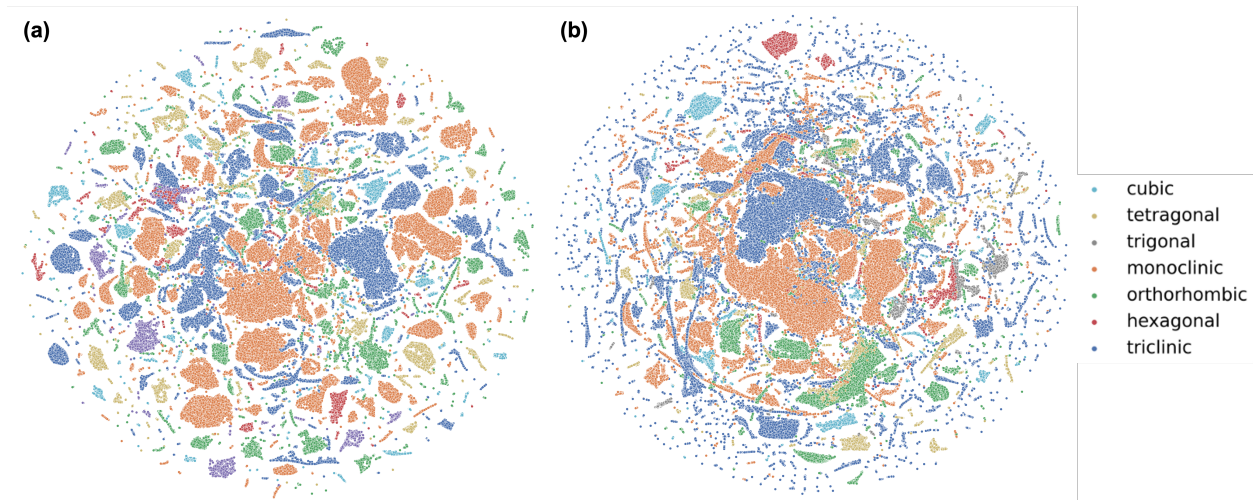 (a)
(b)
cubic
tetragonal
trigonal
monoclinic
orthorhombic
hexagonal
triclinic